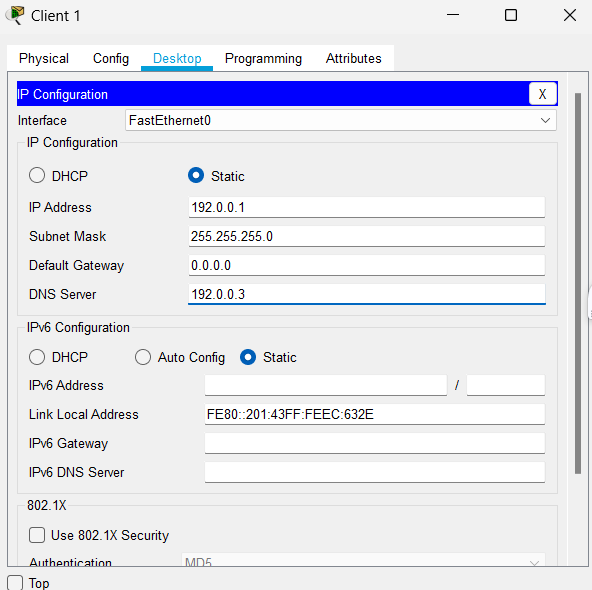 Client 1
Physical Config Desktop Programming Attributes
IP Configuration X
Interface FastEthernet0
IP Configuration
DHCP Static
IP Address 192.0.0.1
Subnet Mask 255.255.255.0
Default Gateway 0.0.0.0
DNS Server 192.0.0.3
IPv6 Configuration
DHCP Auto Config Static
IPv6 Address /
Link Local Address FE80::201:43FF:FEEC:632E
IPv6 Gateway
IPv6 DNS Server
802.1X
Use 802.1X Security
Authentication MD5
Top